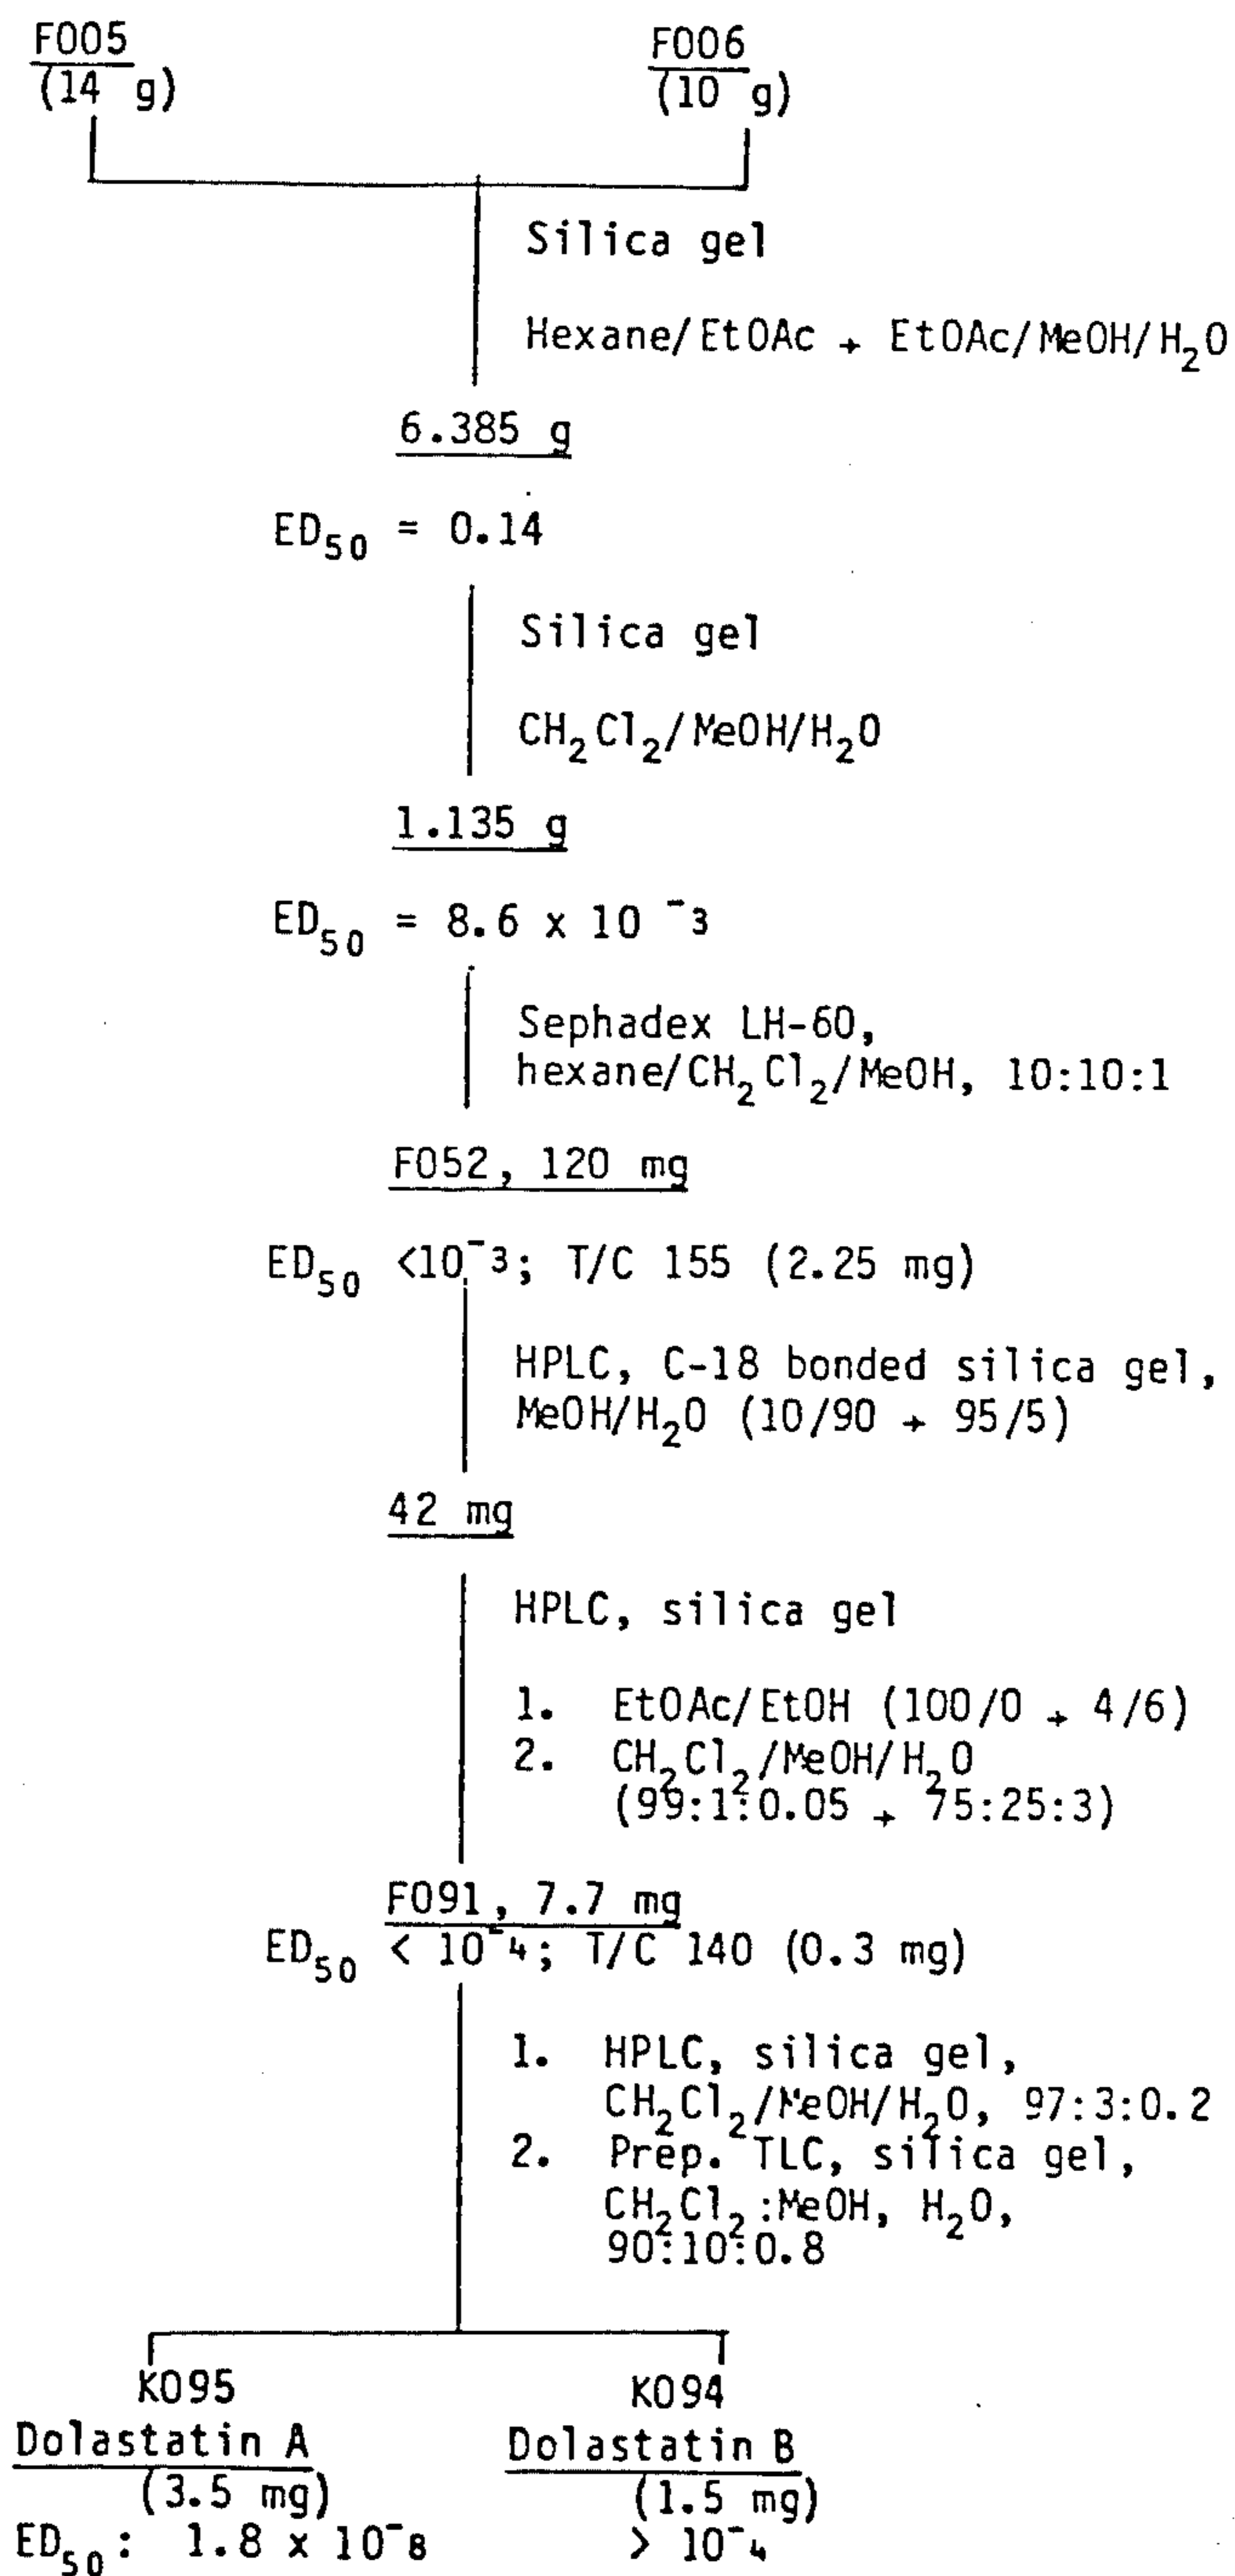 F005 F006
(14 g) (10 g)
Silica gel
Hexane/EtOAc → EtOAc/MeOH/H₂O
6.385 g
ED₅₀ = 0.14
Silica gel
CH₂Cl₂/MeOH/H₂O
1.135 g
ED₅₀ = 8.6 x 10⁻³
Sephadex LH-60,
hexane/CH₂Cl₂/MeOH, 10:10:1
F052, 120 mg
ED₅₀ <10⁻³; T/C 155 (2.25 mg)
HPLC, C-18 bonded silica gel,
MeOH/H₂O (10/90 → 95/5)
42 mg
HPLC, silica gel
1. EtOAc/EtOH (100/0 → 4/6)
2. CH₂Cl₂/MeOH/H₂O
(99:1:0.05 → 75:25:3)
F091, 7.7 mg
ED₅₀ < 10⁻⁴; T/C 140 (0.3 mg)
1. HPLC, silica gel,
CH₂Cl₂/MeOH/H₂O, 97:3:0.2
2. Prep. TLC, silica gel,
CH₂Cl₂:MeOH, H₂O,
90:10:0.8
K095 K094
Dolastatin A Dolastatin B
(3.5 mg) (1.5 mg)
ED₅₀: 1.8 x 10⁻⁸ > 10⁻⁴